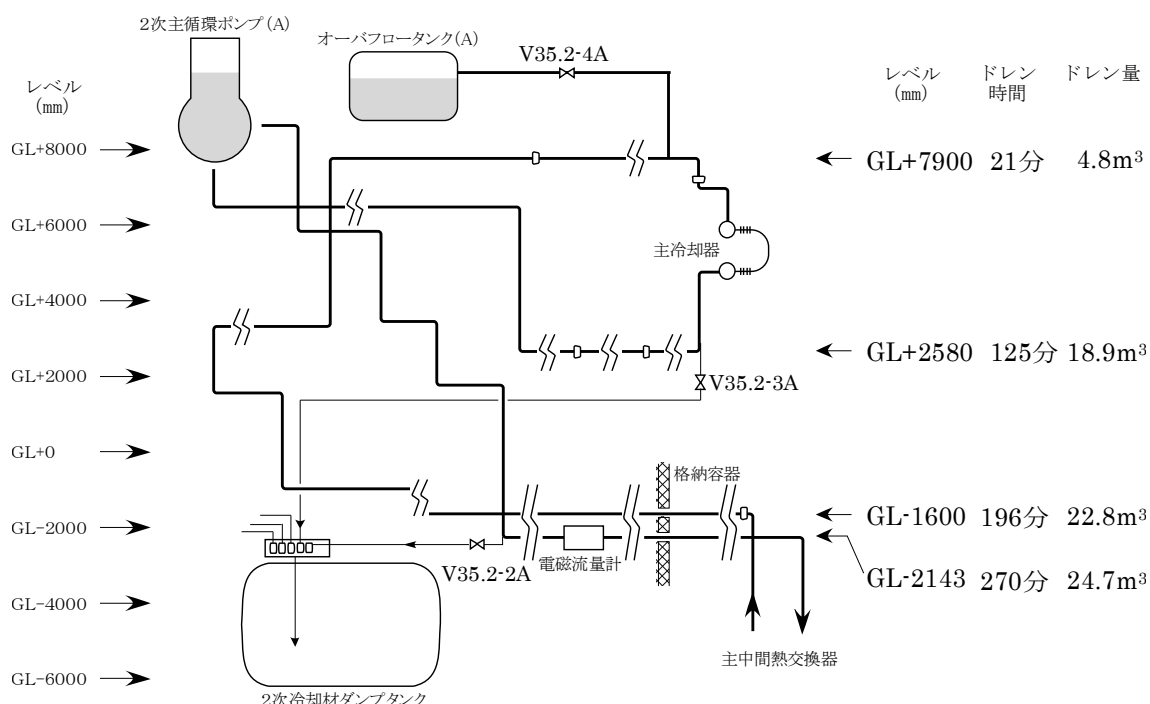 2次主循環ポンプ(A)
オーバフロータンク(A)
V35.2-4A
レベル
(mm)
GL+8000
GL+6000
GL+4000
GL+2000
GL+0
GL-2000
GL-4000
GL-6000
レベル
(mm)
ドレン
時間
ドレン量
GL+7900 21分 4.8m³
主冷却器
GL+2580 125分 18.9m³
V35.2-3A
格納容器
GL-1600 196分 22.8m³
V35.2-2A
電磁流量計
GL-2143 270分 24.7m³
主中間熱交換器
2次冷却材ダンプタンク